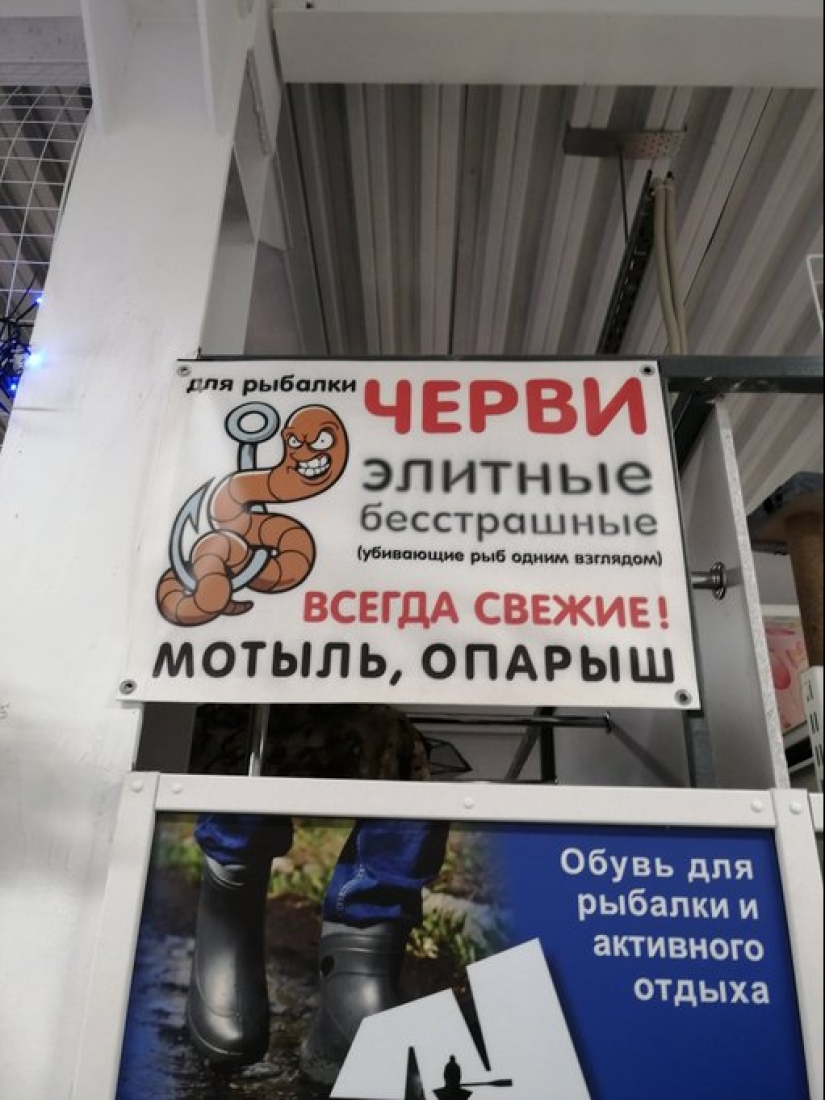 для рыбалки ЧЕРВИ
элитные
бесстрашные
(убивающие рыб одним взглядом)
ВСЕГДА СВЕЖИЕ!
МОТЫЛЬ, ОПАРЫШ
Обувь для
рыбалки и
активного
отдыха